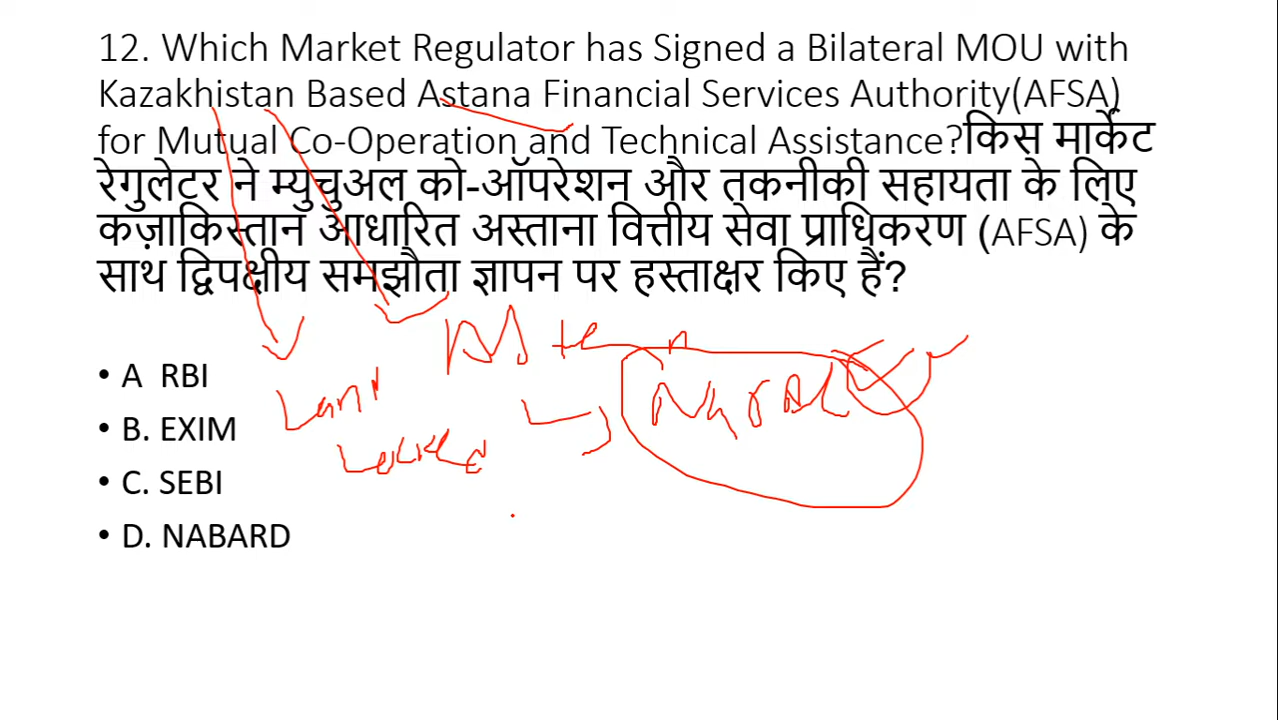 12. Which Market Regulator has Signed a Bilateral MOU with
Kazakhistan Based Astana Financial Services Authority(AFSA)
for Mutual Co-Operation and Technical Assistance?किस मार्केट
रेगुलेटर ने म्युचुअल को-ऑपरेशन और तकनीकी सहायता के लिए
कज़ाकिस्तान आधारित अस्ताना वित्तीय सेवा प्राधिकरण (AFSA) के
साथ द्विपक्षीय समझौता ज्ञापन पर हस्ताक्षर किए हैं?
• A RBI
• B. EXIM
• C. SEBI
• D. NABARD